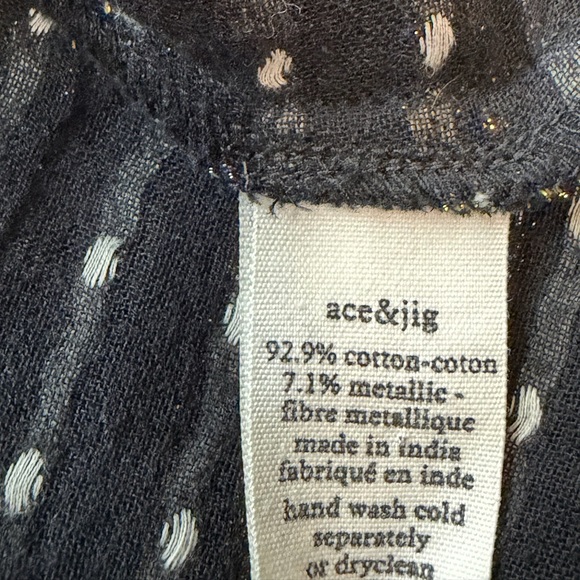 ace&jig
92.9% cotton-coton
7.1% metallic -
fibre metallique
made in india
fabriqué en inde
hand wash cold
separately
or dryclean